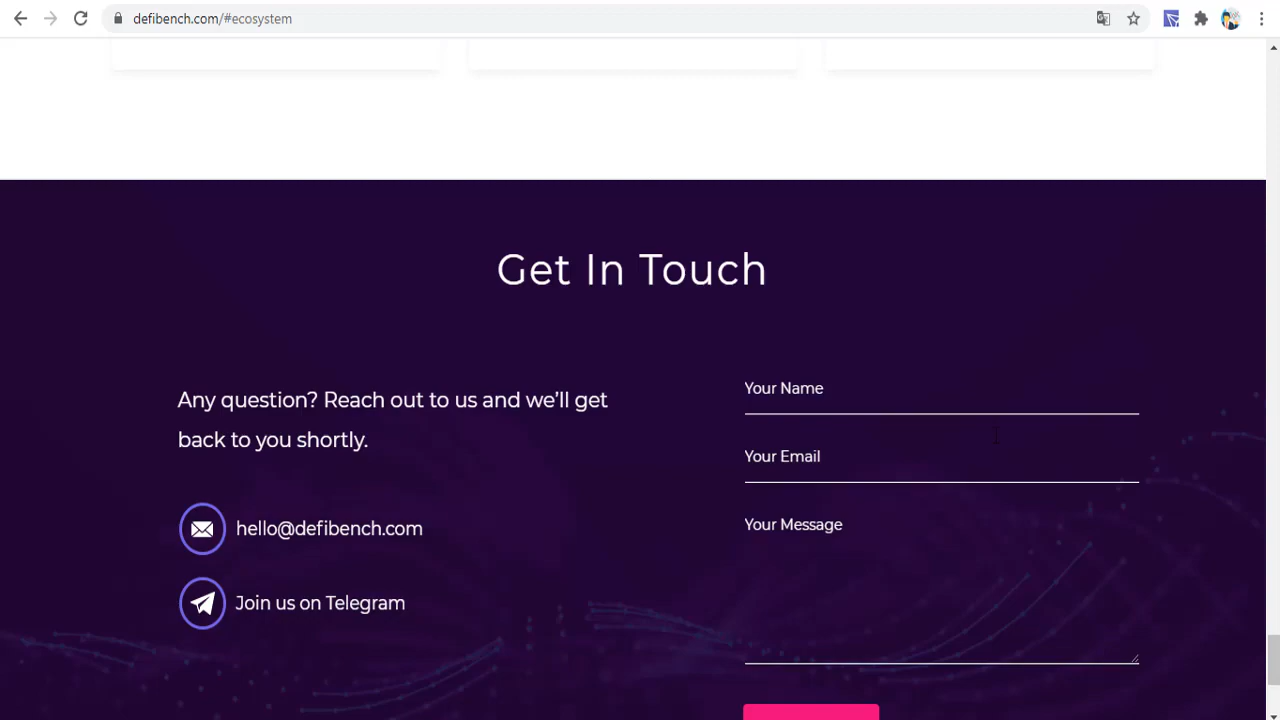 defibench.com/#ecosystem
Get In Touch
Any question? Reach out to us and we'll get
back to you shortly.
hello@defibench.com
Join us on Telegram
Your Name
Your Email
Your Message